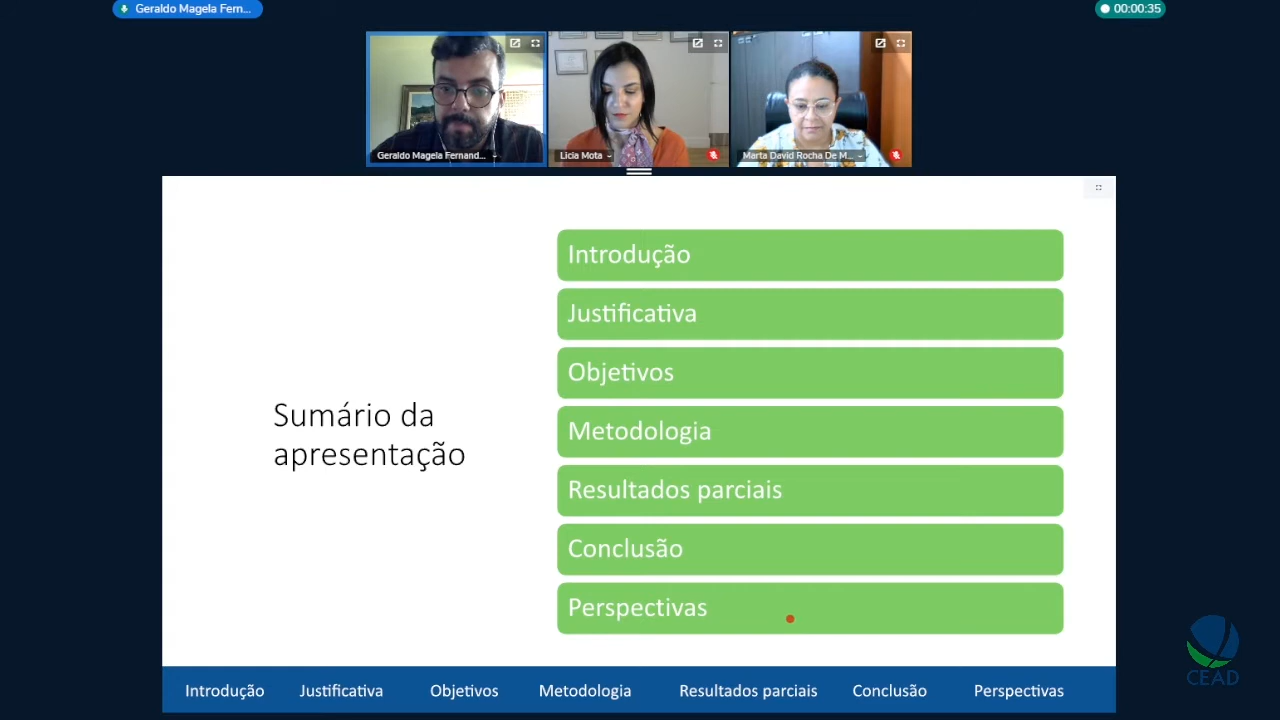 Geraldo Magela Fern...
00:00:35
Geraldo Magela Fernand...
Licia Mota
Marta David Rocha De M...
Sumário da
apresentação
Introdução
Justificativa
Objetivos
Metodologia
Resultados parciais
Conclusão
Perspectivas
Introdução Justificativa Objetivos Metodologia Resultados parciais Conclusão Perspectivas
CEAD